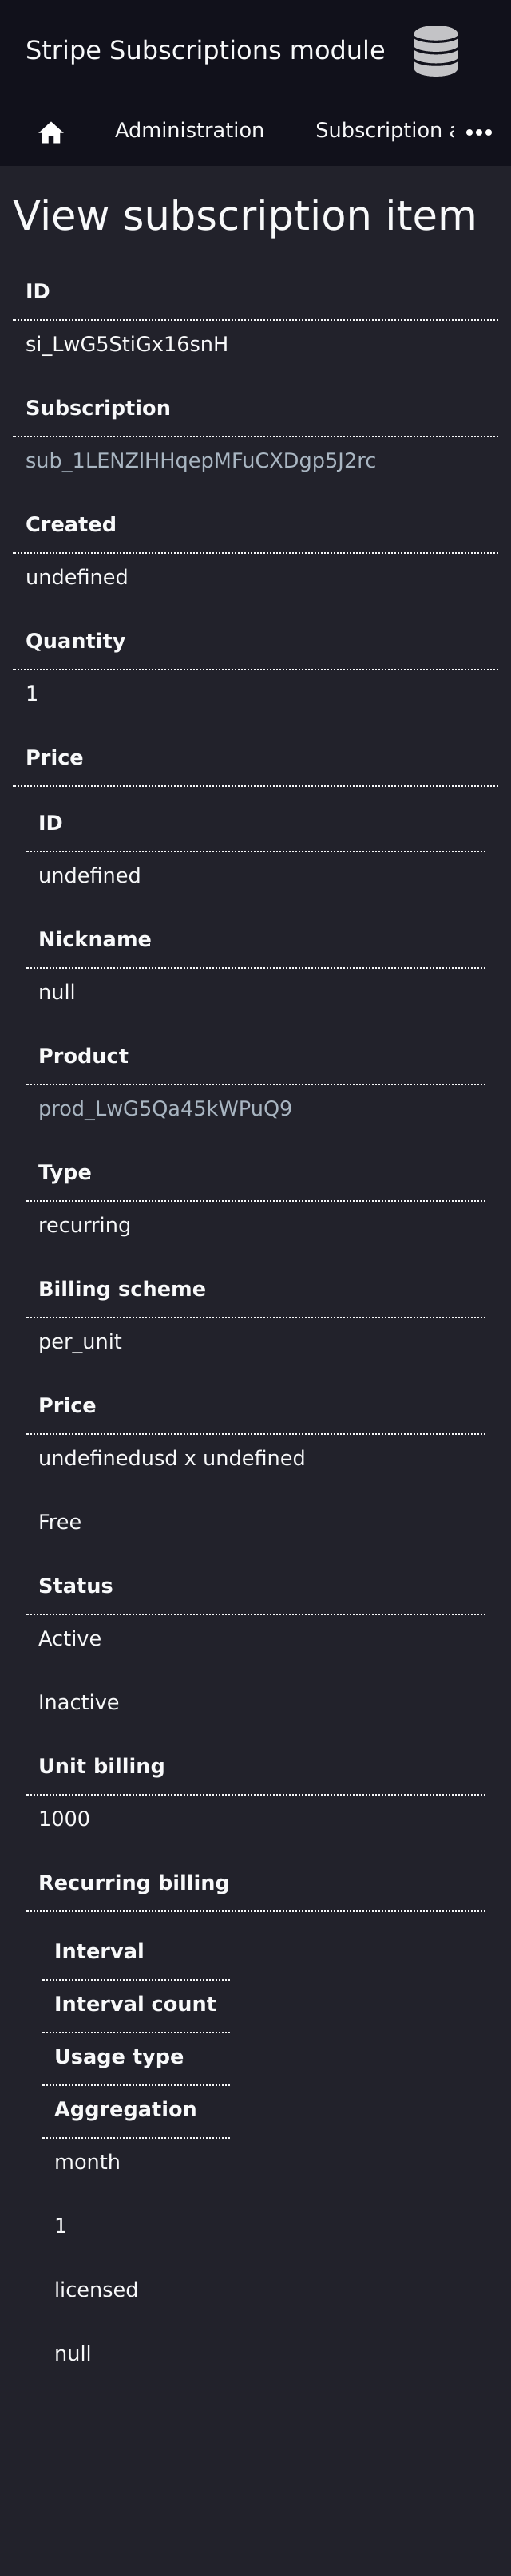 Stripe Subscriptions module
Administration
Subscription a
View subscription item
ID
si_LwG5StiGx16snH
Subscription
sub_1LENZlHHqepMFuCXDgp5J2rc
Created
undefined
Quantity
1
Price
ID
undefined
Nickname
null
Product
prod_LwG5Qa45kWPuQ9
Type
recurring
Billing scheme
per_unit
Price
undefinedusd x undefined
Free
Status
Active
Inactive
Unit billing
1000
Recurring billing
Interval
Interval count
Usage type
Aggregation
month
1
licensed
null